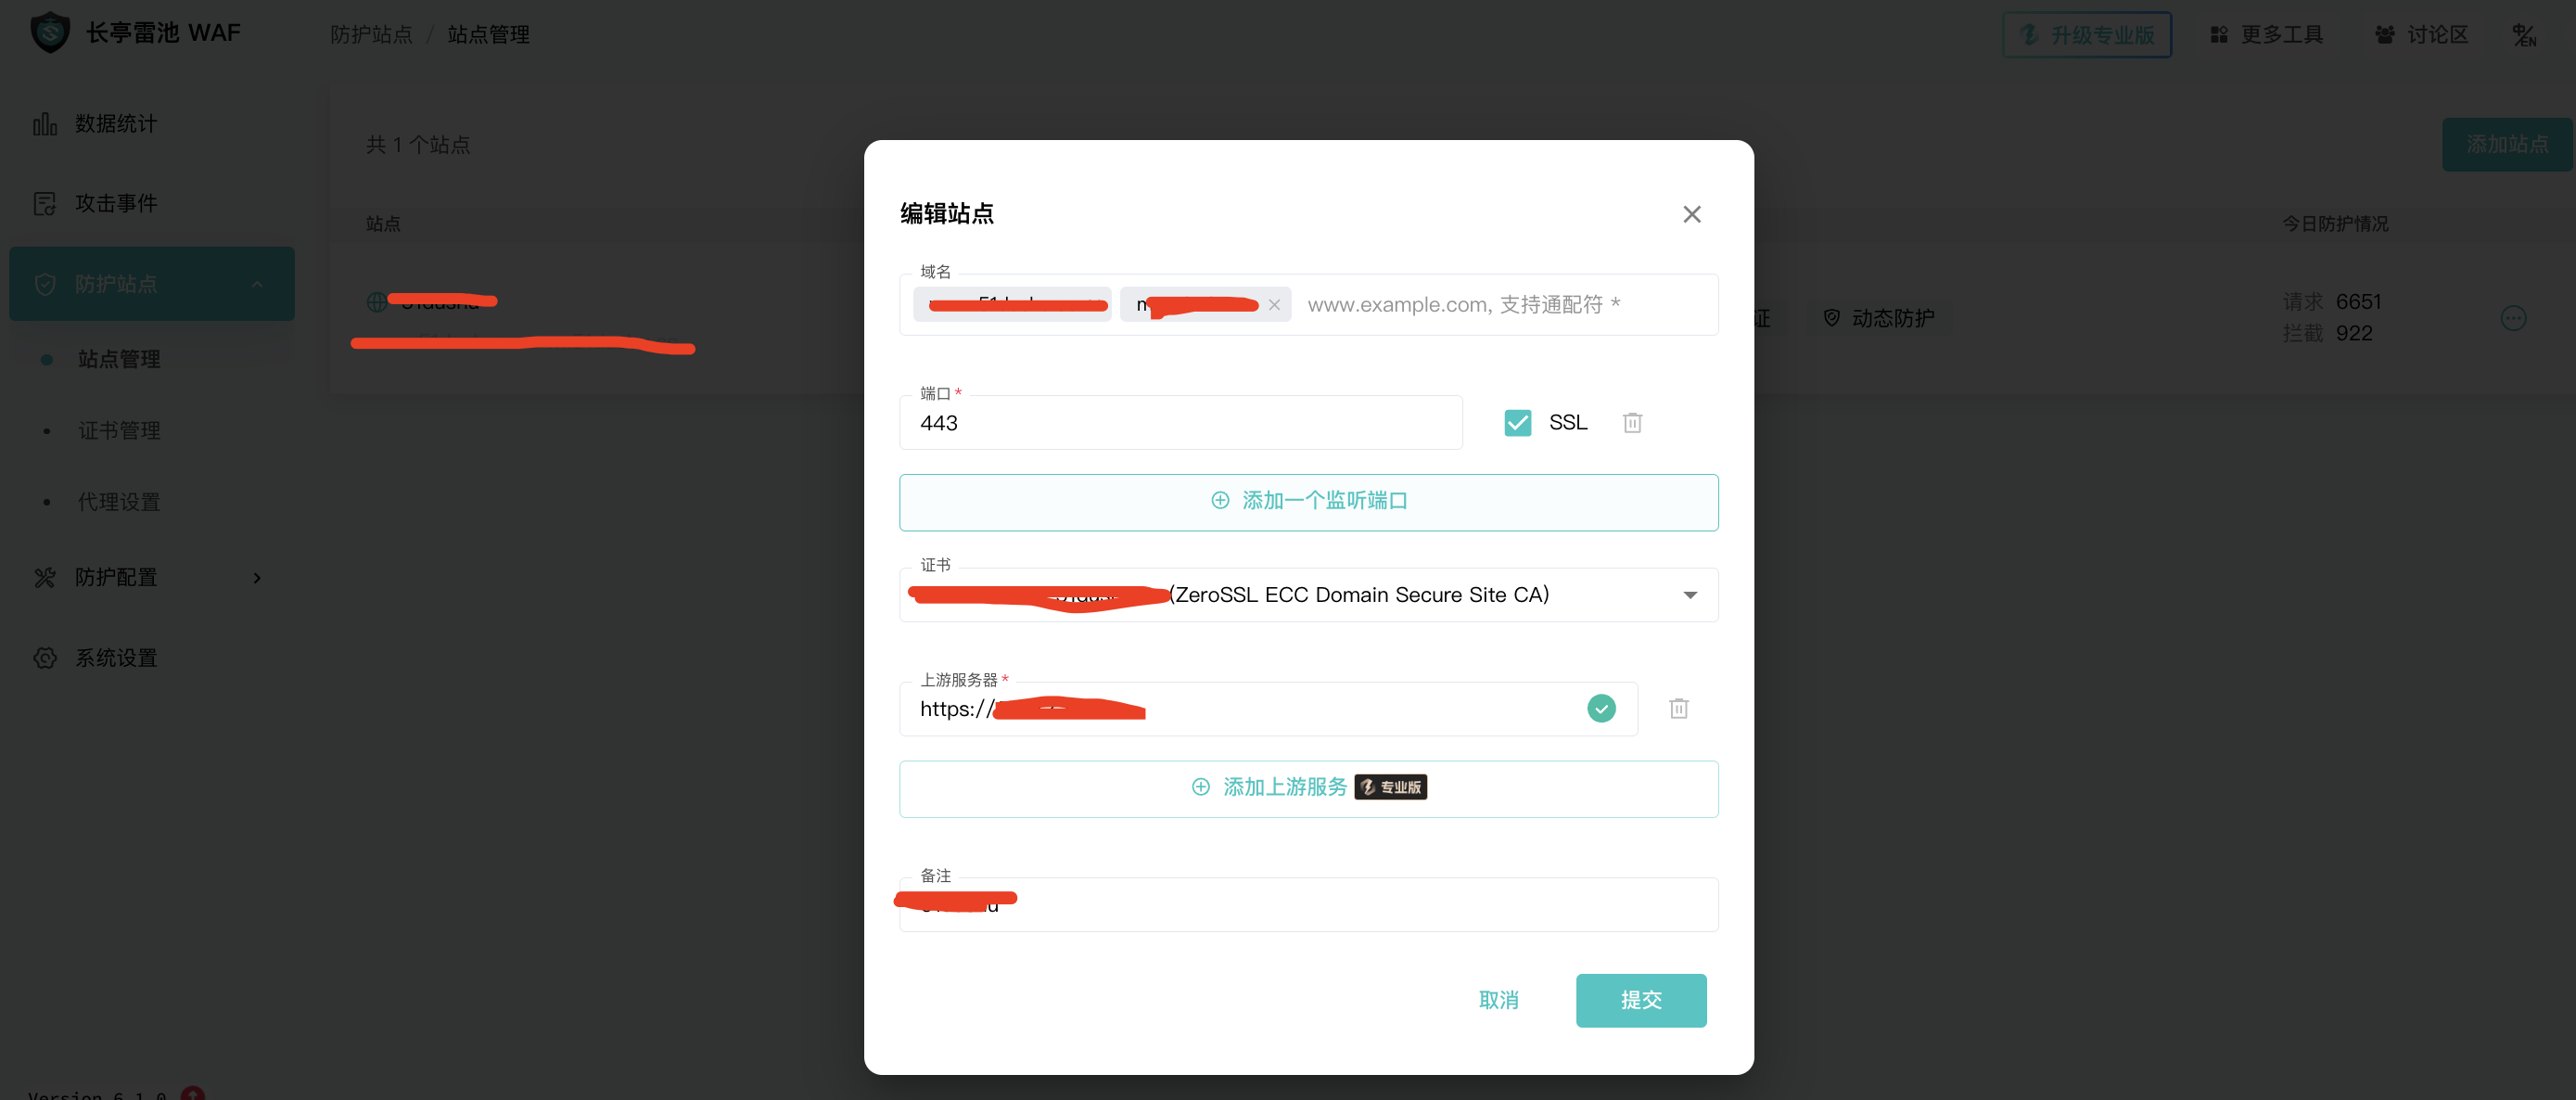 长亭雷池 WAF
防护站点 / 站点管理
升级专业版
更多工具
讨论区
中/EN
数据统计
攻击事件
防护站点
站点管理
证书管理
代理设置
防护配置
系统设置
共 1 个站点
添加站点
站点
今日防护情况
证
动态防护
请求 6651
拦截 922
编辑站点
域名
www.example.com, 支持通配符 *
端口 *
443
SSL
添加一个监听端口
证书
(ZeroSSL ECC Domain Secure Site CA)
上游服务器 *
https://
添加上游服务 专业版
备注
取消
提交
Version 6.1.0